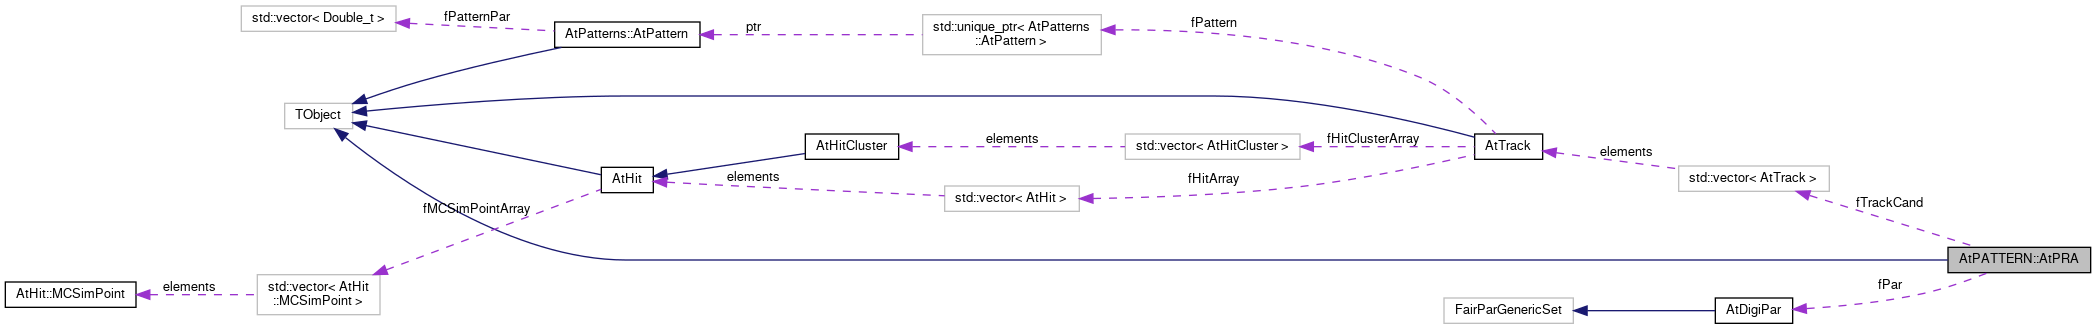 std::vector< Double_t >
fPatternPar
AtPatterns::AtPattern
ptr
std::unique_ptr< AtPatterns
::AtPattern >
fPattern
TObject
AtHitCluster
elements
std::vector< AtHitCluster >
fHitClusterArray
AtTrack
elements
std::vector< AtTrack >
AtHit
elements
std::vector< AtHit >
fHitArray
fTrackCand
fMCSimPointArray
AtPATTERN::AtPRA
AtHit::MCSimPoint
elements
std::vector< AtHit
::MCSimPoint >
fPar
FairParGenericSet
AtDigiPar